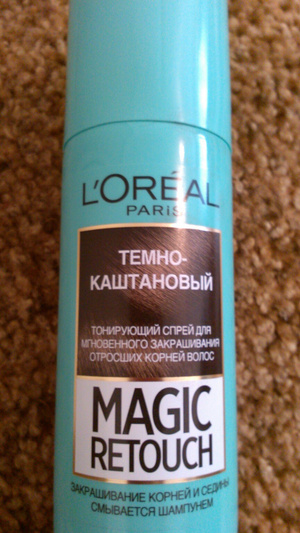 L'ORÉAL
PARIS
ТЕМНО-
КАШТАНОВЫЙ
ТОНИРУЮЩИЙ СПРЕЙ ДЛЯ
МГНОВЕННОГО ЗАКРАШИВАНИЯ
ОТРОСШИХ КОРНЕЙ ВОЛОС
MAGIC
RETOUCH
ЗАКРАШИВАНИЕ КОРНЕЙ И СЕДИНЫ
СМЫВАЕТСЯ ШАМПУНЕМ